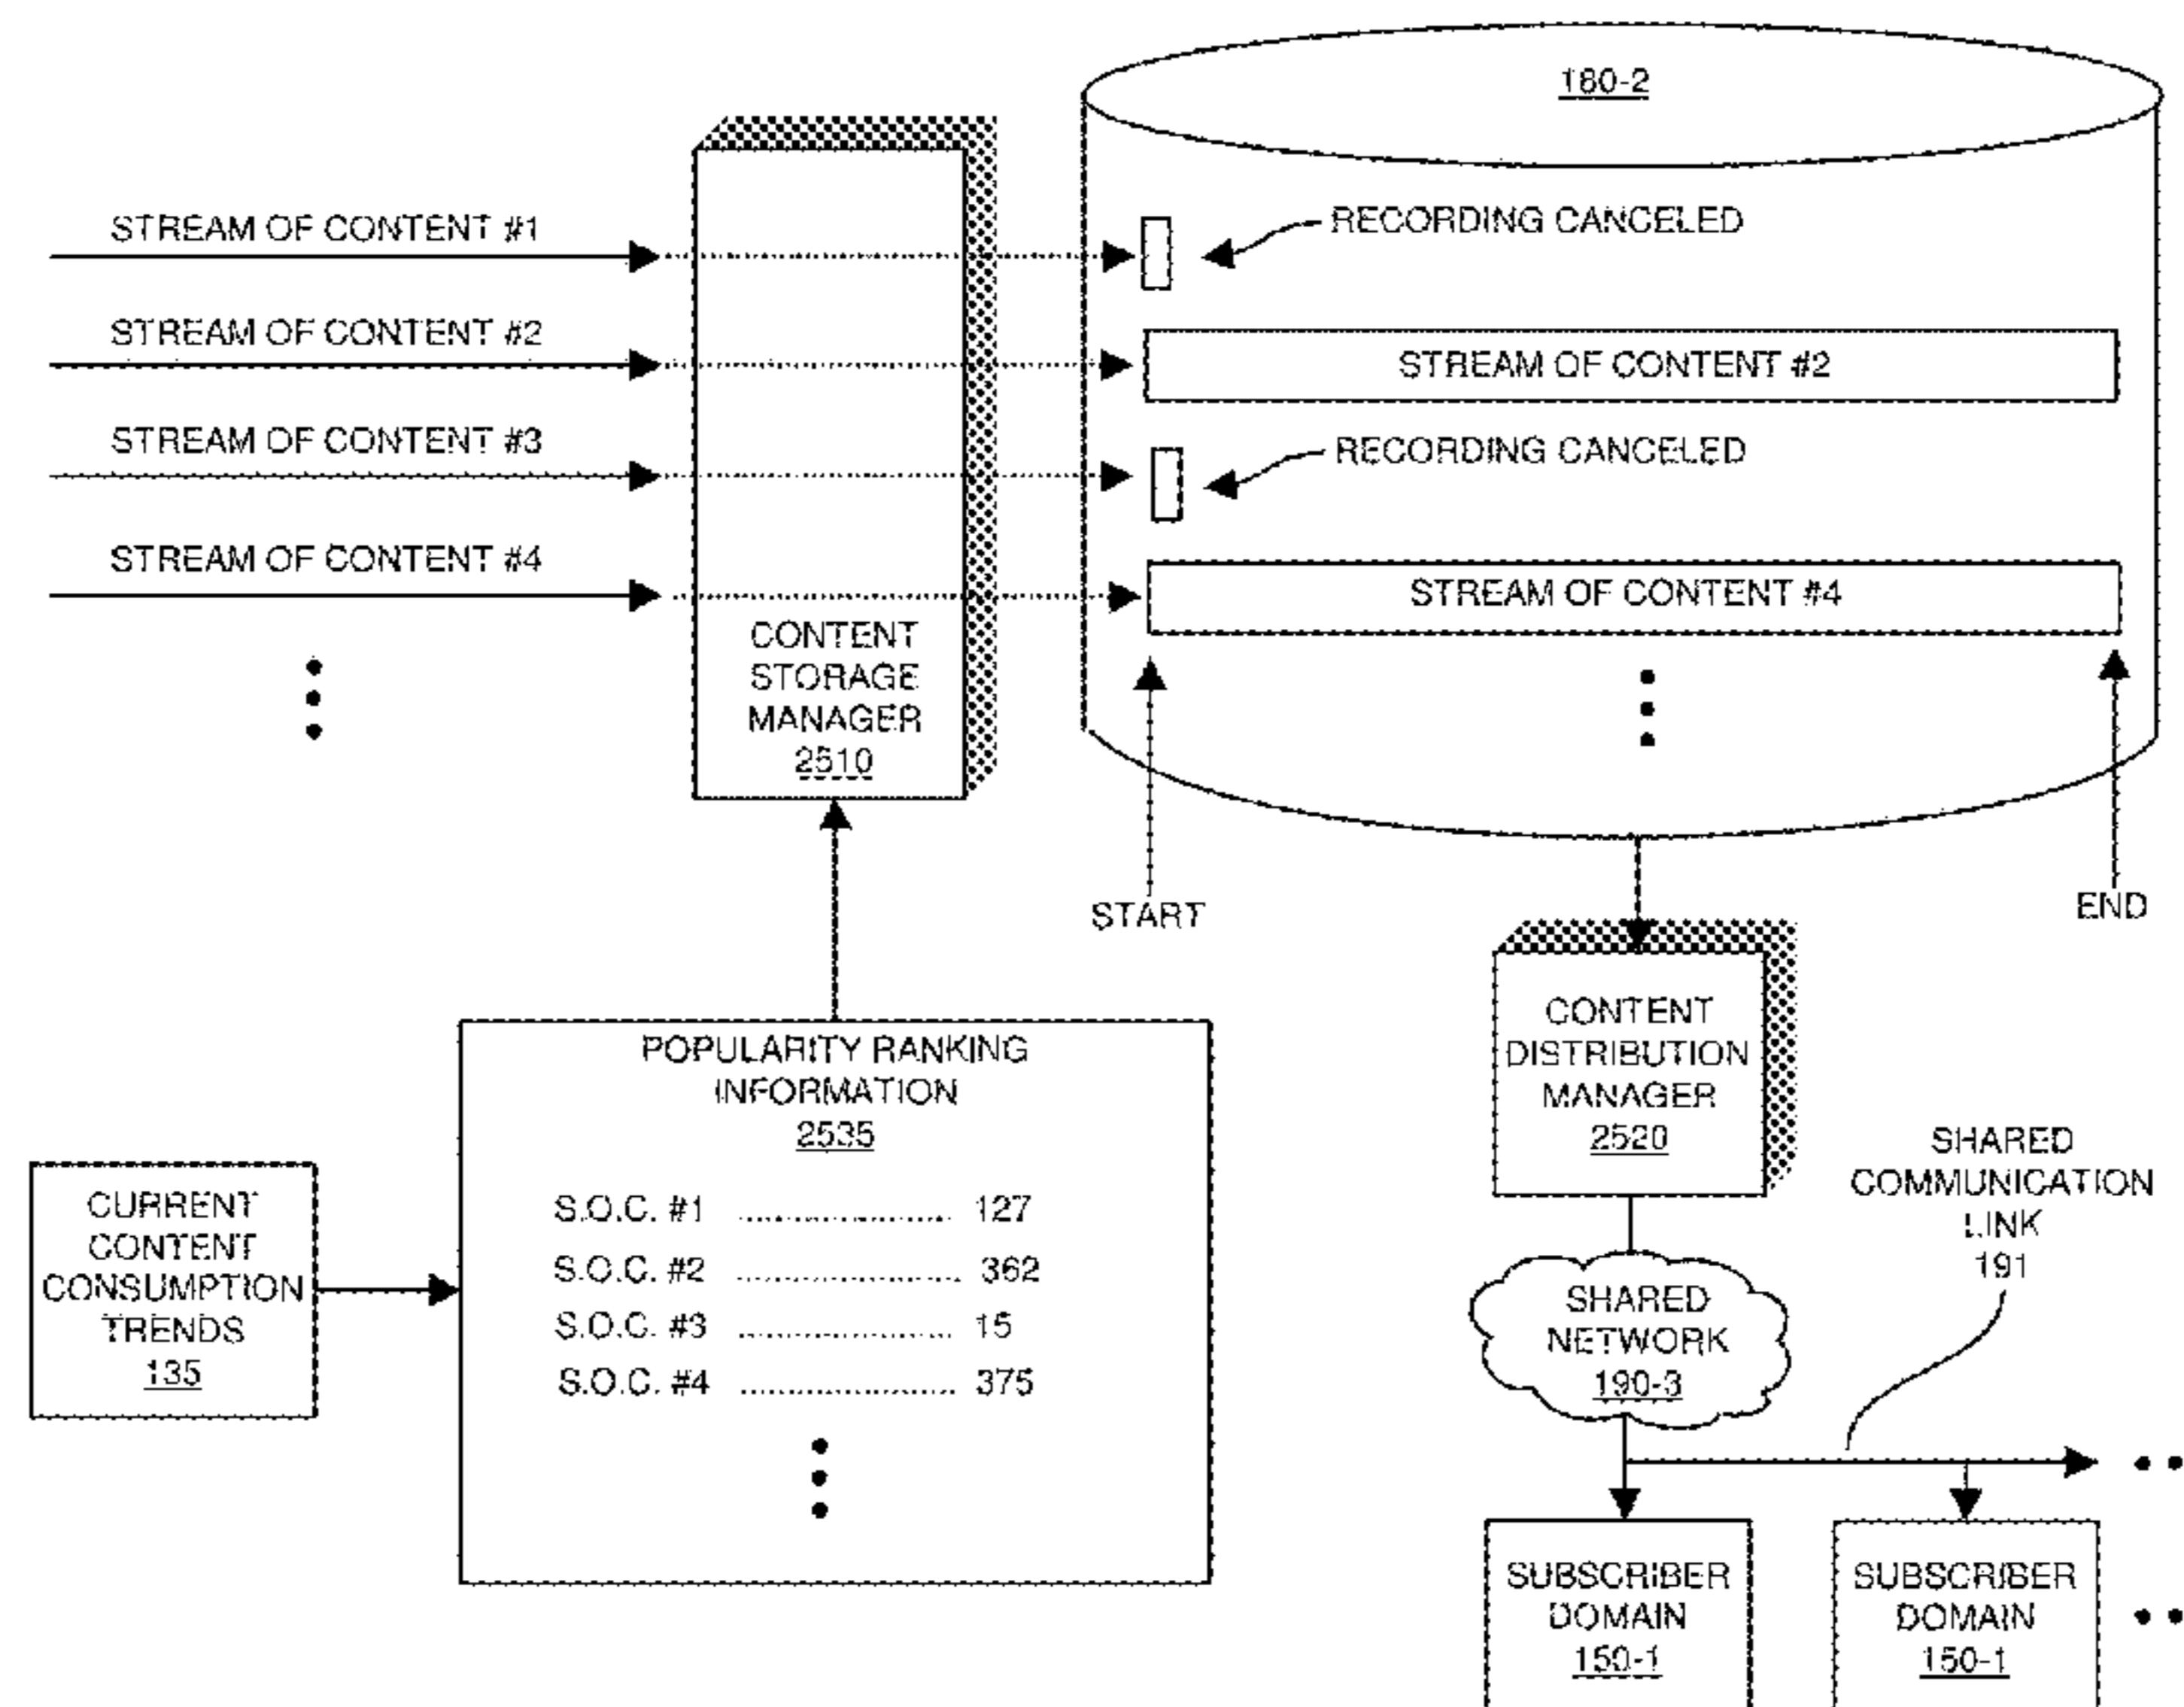 180-2
STREAM OF CONTENT #1
RECORDING CANCELED
STREAM OF CONTENT #2
STREAM OF CONTENT #2
STREAM OF CONTENT #3
RECORDING CANCELED
STREAM OF CONTENT #4
STREAM OF CONTENT #4
CONTENT
STORAGE
MANAGER
2510
START
END
POPULARITY RANKING
INFORMATION
2535
S.O.C. #1 .................... 127
S.O.C. #2 .................... 362
S.O.C. #3 .................... 15
S.O.C. #4 .................... 375
CURRENT
CONTENT
CONSUMPTION
TRENDS
135
CONTENT
DISTRIBUTION
MANAGER
2520
SHARED
COMMUNICATION
LINK
191
SHARED
NETWORK
190-3
SUBSCRIBER
DOMAIN
150-1
SUBSCRIBER
DOMAIN
150-1